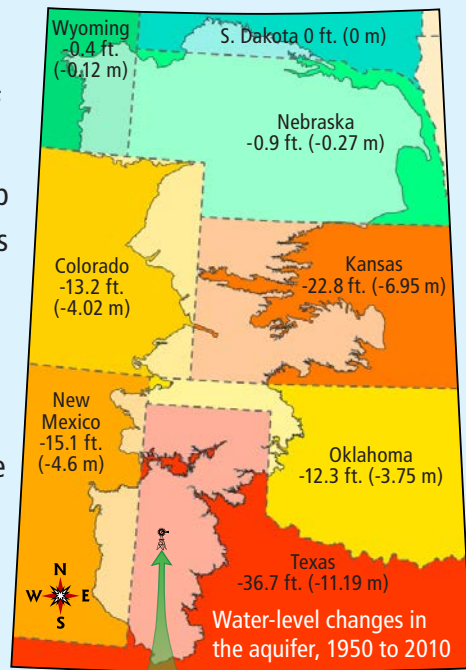 Wyoming
-0.4 ft.
(-0.12 m)
S. Dakota 0 ft. (0 m)
Nebraska
-0.9 ft. (-0.27 m)
p
s
Colorado
-13.2 ft.
(-4.02 m)
Kansas
-22.8 ft. (-6.95 m)
New
Mexico
-15.1 ft.
(-4.6 m)
Oklahoma
-12.3 ft. (-3.75 m)
e
Texas
-36.7 ft. (-11.19 m)
N
W E
S
Water-level changes in
the aquifer, 1950 to 2010